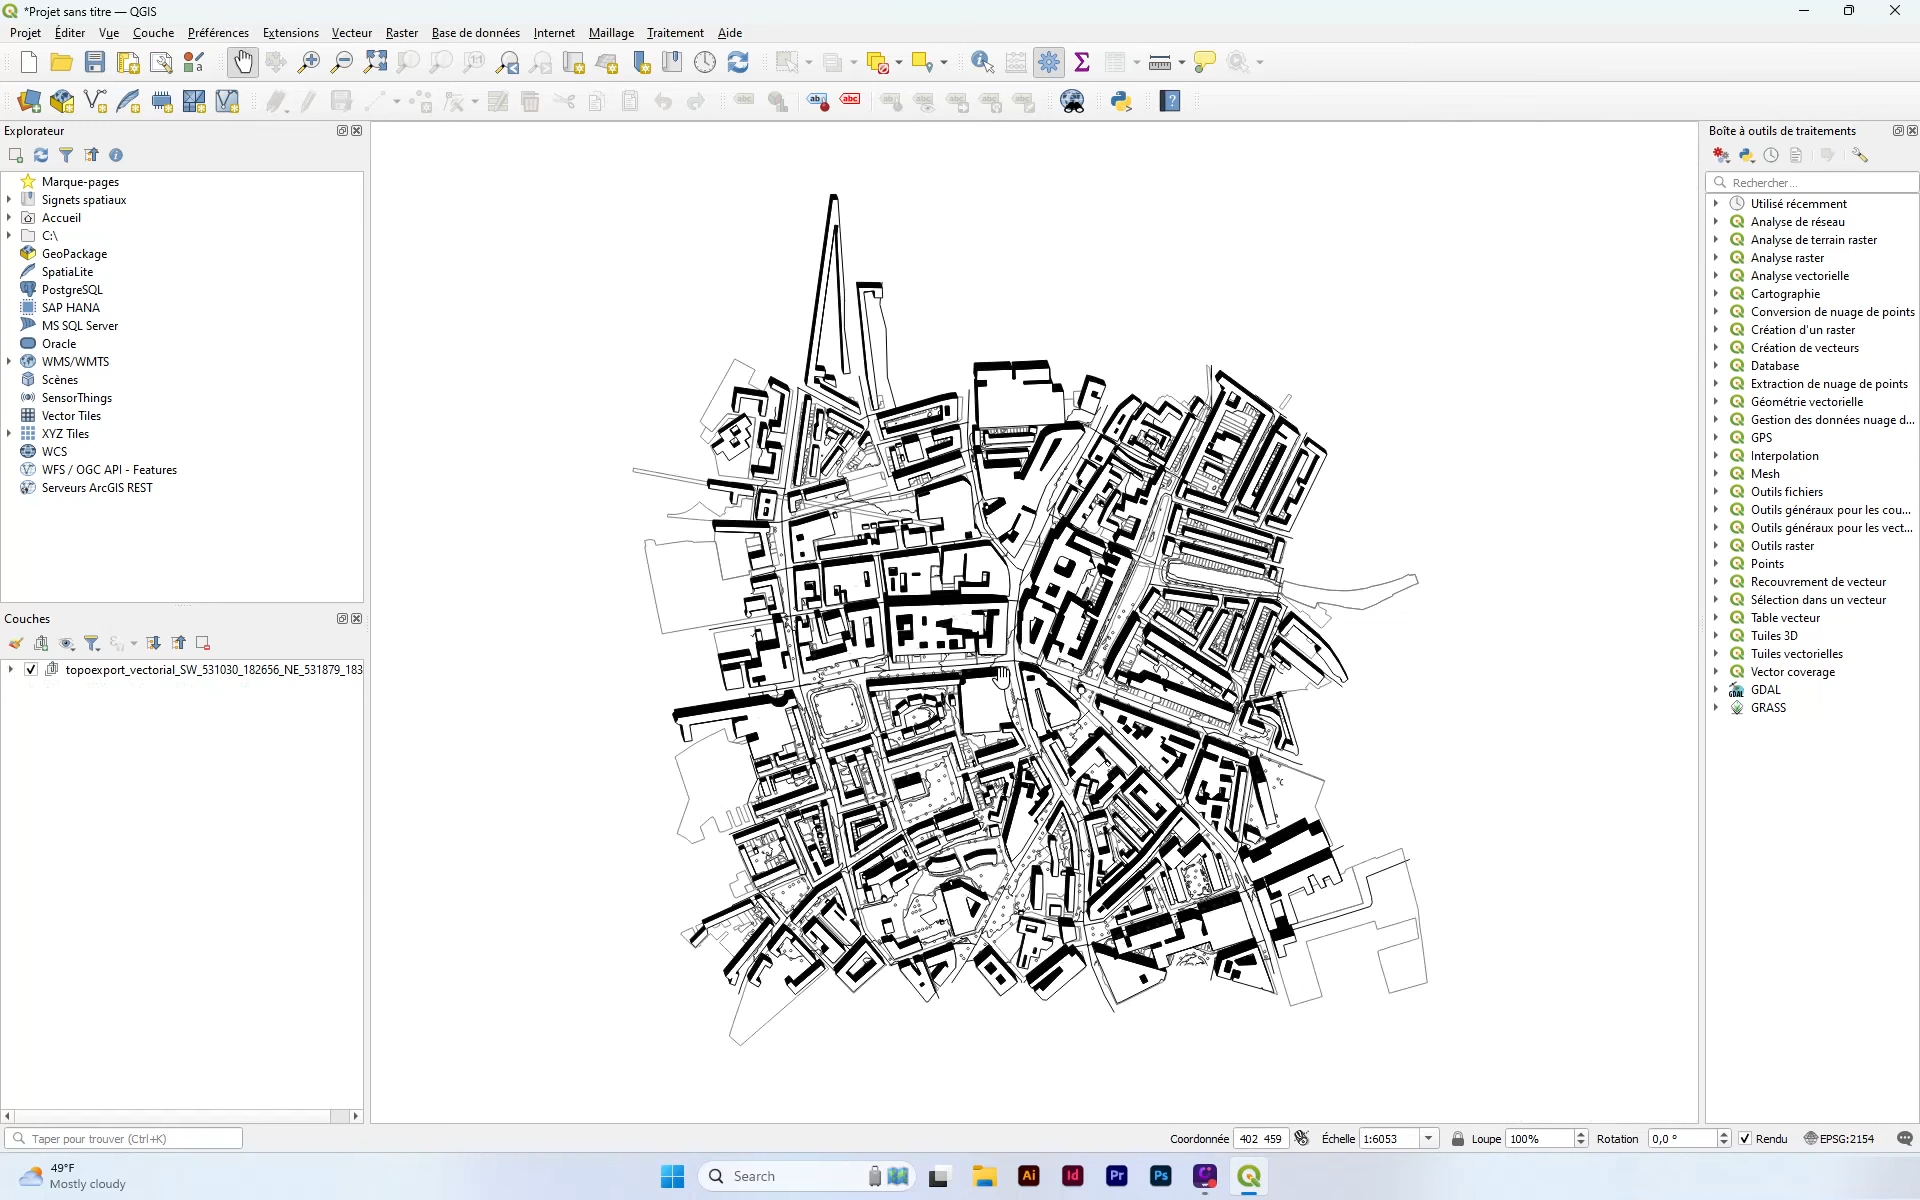 *Projet sans titre — QGIS
Projet Éditer Vue Couche Préférences Extensions Vecteur Raster Base de données Internet Maillage Traitement Aide
Explorateur
Marque-pages
Signets spatiaux
Accueil
C:\
GeoPackage
SpatiaLite
PostgreSQL
SAP HANA
MS SQL Server
Oracle
WMS/WMTS
Scènes
SensorThings
Vector Tiles
XYZ Tiles
WCS
WFS / OGC API - Features
Serveurs ArcGIS REST
Couches
topoexport_vectorial_SW_531030_182656_NE_531879_183
Taper pour trouver (Ctrl+K)
Boîte à outils de traitements
Rechercher...
Utilisé récemment
Analyse de réseau
Analyse de terrain raster
Analyse raster
Analyse vectorielle
Cartographie
Conversion de nuage de points
Création d'un raster
Création de vecteurs
Database
Extraction de nuage de points
Géométrie vectorielle
Gestion des données nuage d...
GPS
Interpolation
Mesh
Outils fichiers
Outils généraux pour les cou...
Outils généraux pour les vect...
Outils raster
Points
Recouvrement de vecteur
Sélection dans un vecteur
Table vecteur
Tuiles 3D
Tuiles vectorielles
Vector coverage
GDAL
GRASS
Coordonnée 402 459 Échelle 1:6053 Loupe 100% Rotation 0,0 ° Rendu EPSG:2154
49°F
Mostly cloudy
Search
Ai
Id
Pr
Ps